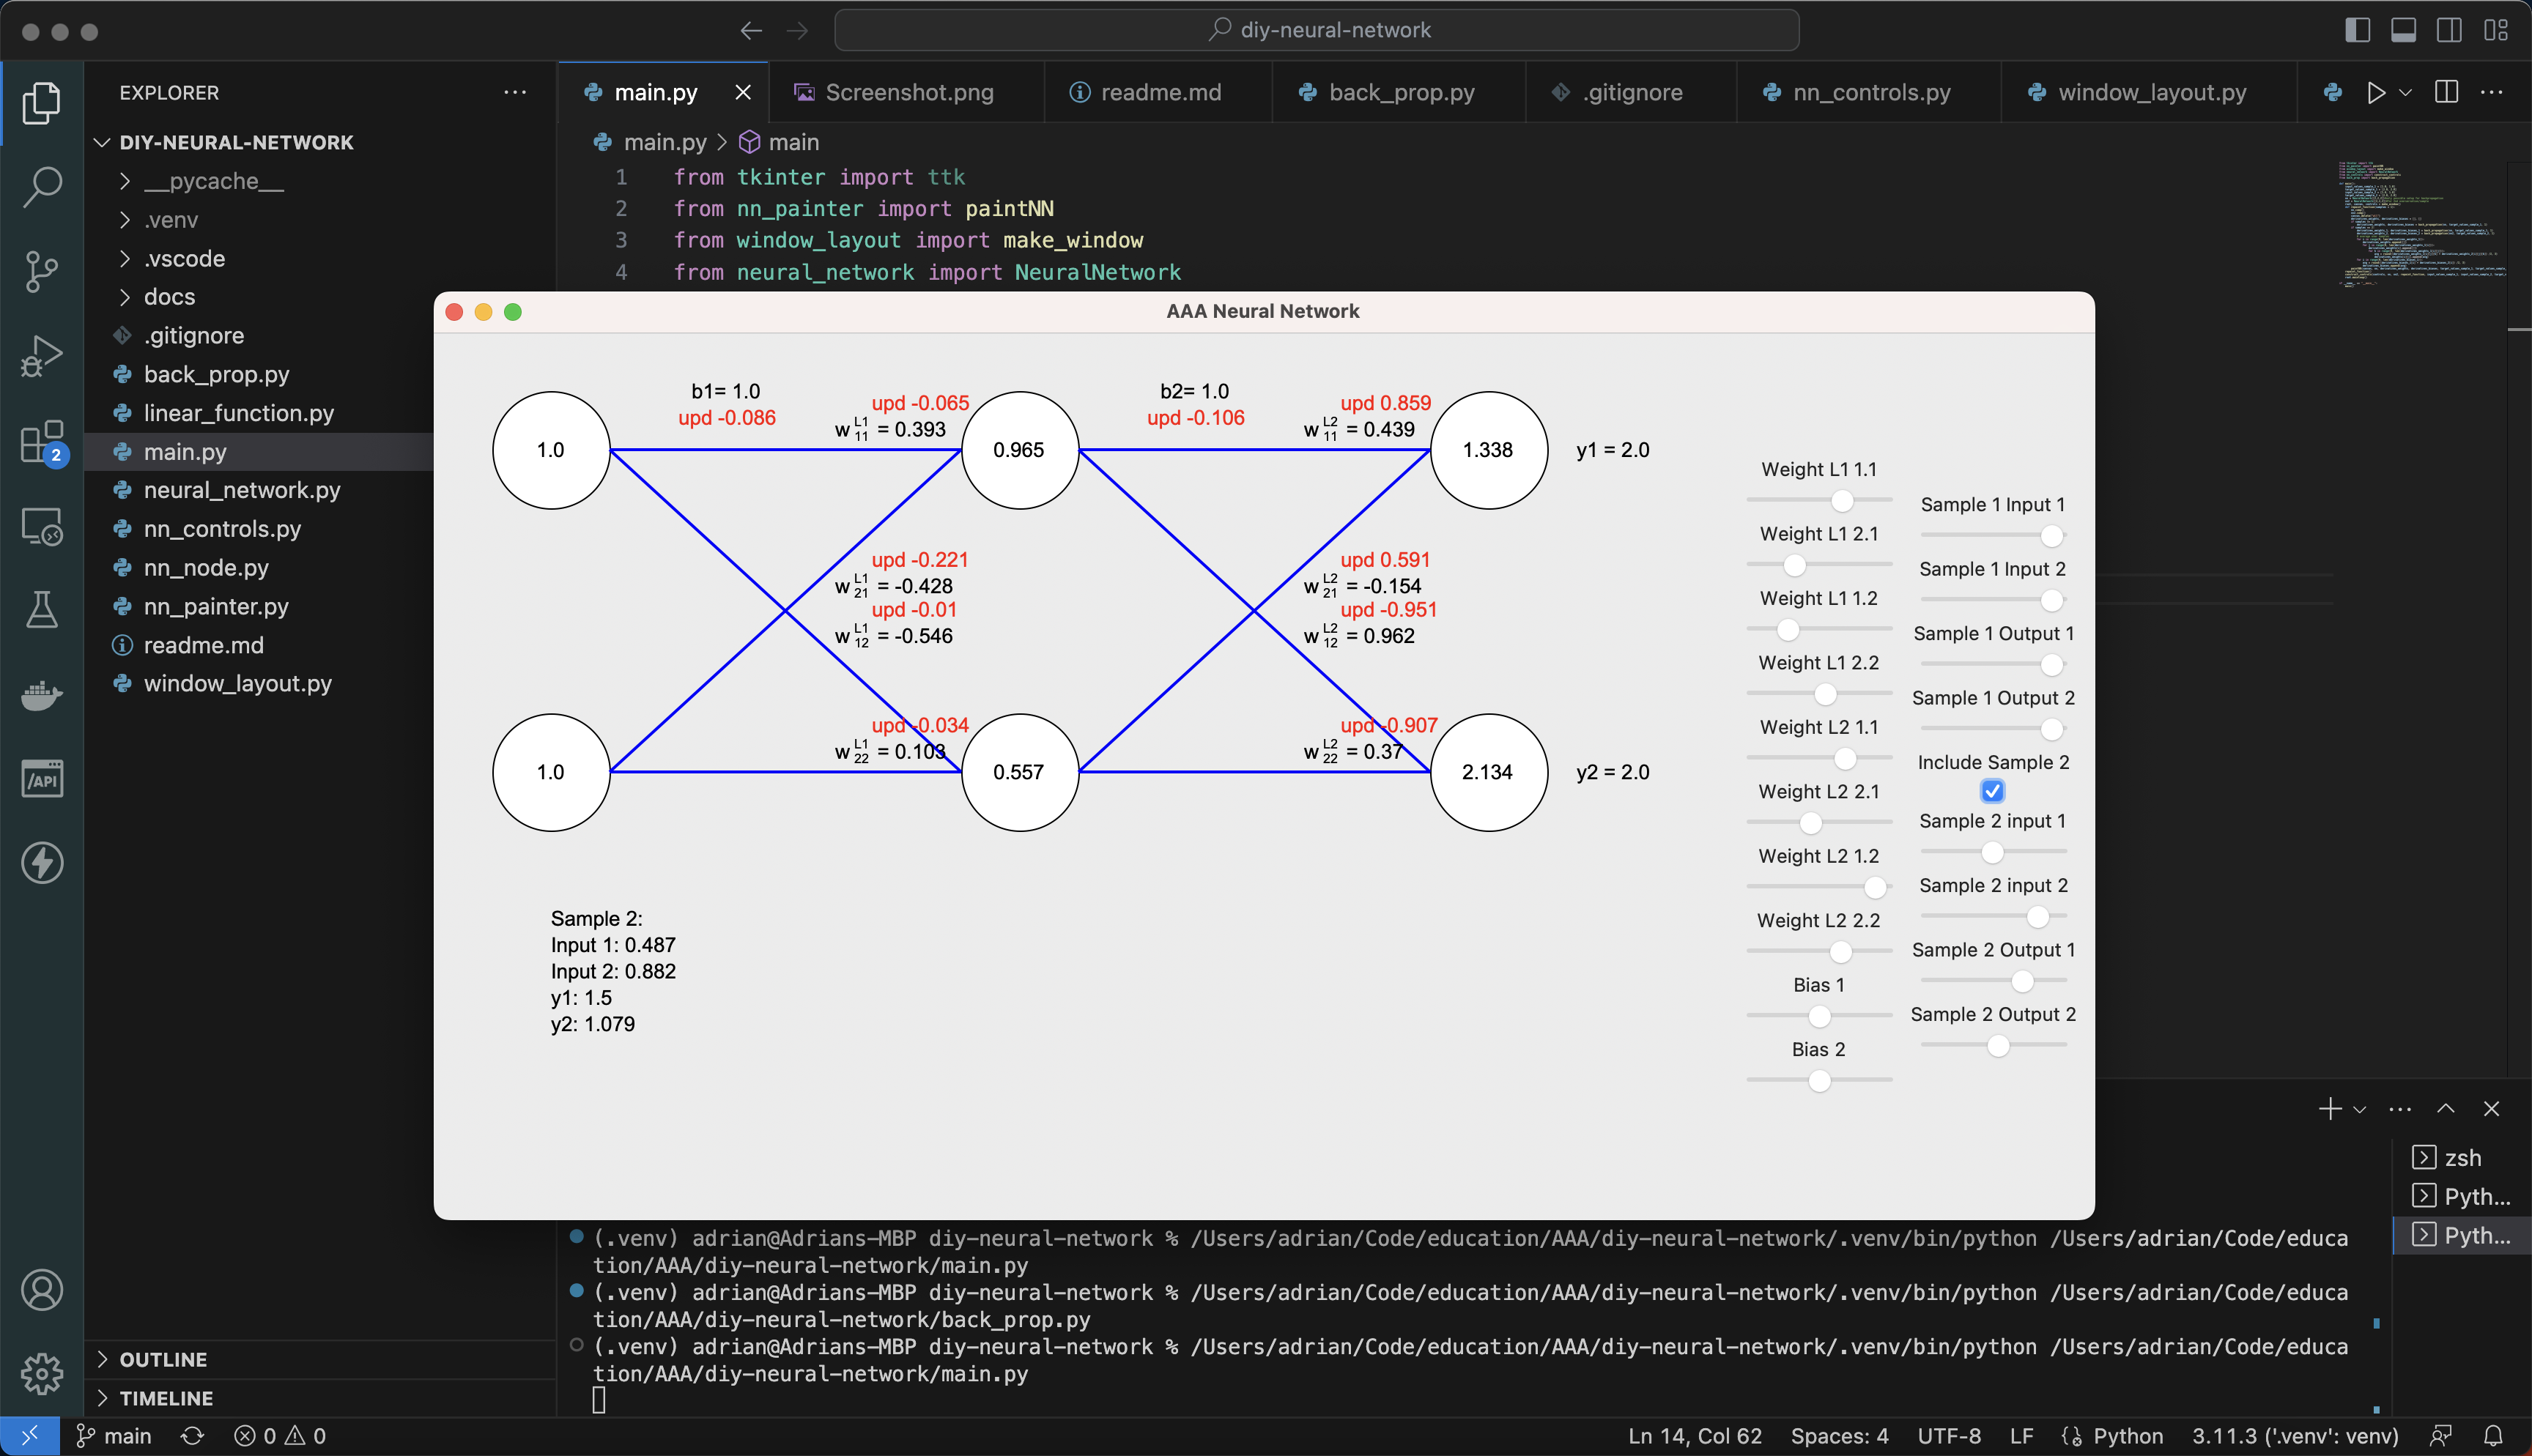 diy-neural-network
EXPLORER
DIY-NEURAL-NETWORK
__pycache__
.venv
.vscode
docs
.gitignore
back_prop.py
linear_function.py
main.py
neural_network.py
nn_controls.py
nn_node.py
nn_painter.py
readme.md
window_layout.py
OUTLINE
TIMELINE
2
main.py
Screenshot.png
readme.md
back_prop.py
.gitignore
nn_controls.py
window_layout.py
main.py > main
1 from tkinter import ttk
2 from nn_painter import paintNN
3 from window_layout import make_window
4 from neural_network import NeuralNetwork
AAA Neural Network
b1= 1.0
upd -0.086
upd -0.065
w L1 11 = 0.393
b2= 1.0
upd -0.106
upd 0.859
w L2 11 = 0.439
1.0
0.965
1.338
y1 = 2.0
upd -0.221
w L1 21 = -0.428
upd -0.01
w L1 12 = -0.546
upd 0.591
w L2 21 = -0.154
upd -0.951
w L2 12 = 0.962
upd -0.034
w L1 22 = 0.103
upd -0.907
w L2 22 = 0.37
1.0
0.557
2.134
y2 = 2.0
Sample 2:
Input 1: 0.487
Input 2: 0.882
y1: 1.5
y2: 1.079
Weight L1 1.1
Weight L1 2.1
Weight L1 1.2
Weight L1 2.2
Weight L2 1.1
Weight L2 2.1
Weight L2 1.2
Weight L2 2.2
Bias 1
Bias 2
Sample 1 Input 1
Sample 1 Input 2
Sample 1 Output 1
Sample 1 Output 2
Include Sample 2
Sample 2 input 1
Sample 2 input 2
Sample 2 Output 1
Sample 2 Output 2
zsh
Pyth...
Pyth...
(.venv) adrian@Adrians-MBP diy-neural-network % /Users/adrian/Code/education/AAA/diy-neural-network/.venv/bin/python /Users/adrian/Code/educa
tion/AAA/diy-neural-network/main.py
(.venv) adrian@Adrians-MBP diy-neural-network % /Users/adrian/Code/education/AAA/diy-neural-network/.venv/bin/python /Users/adrian/Code/educa
tion/AAA/diy-neural-network/back_prop.py
(.venv) adrian@Adrians-MBP diy-neural-network % /Users/adrian/Code/education/AAA/diy-neural-network/.venv/bin/python /Users/adrian/Code/educa
tion/AAA/diy-neural-network/main.py
/API
main
0
0
Ln 14, Col 62
Spaces: 4
UTF-8
LF
Python
3.11.3 ('.venv': venv)